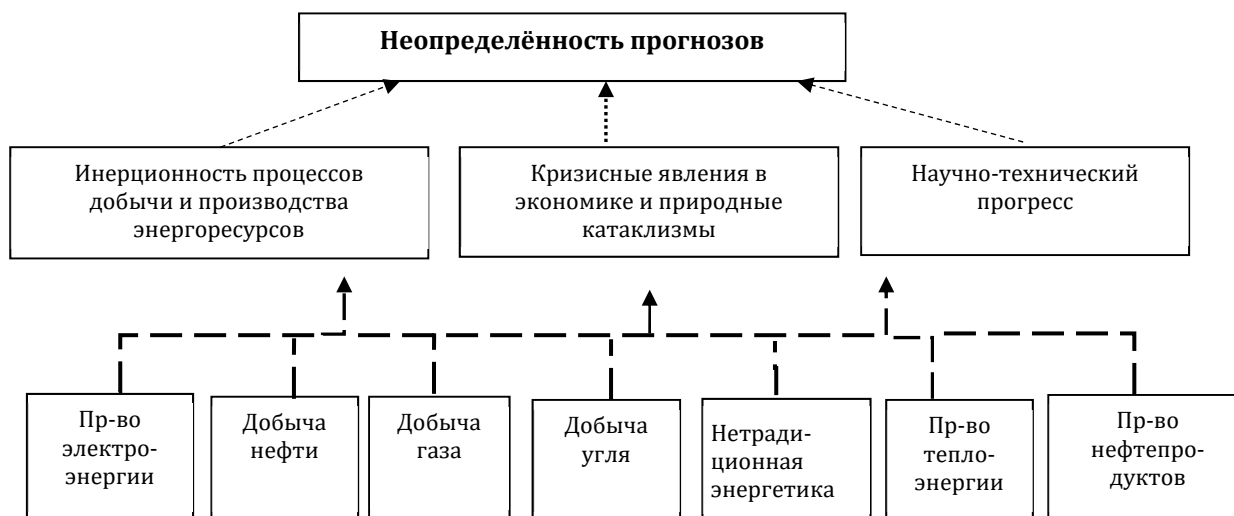 Неопределённость прогнозов
Инерционность процессов
добычи и производства
энергоресурсов
Кризисные явления в
экономике и природные
катаклизмы
Научно-технический
прогресс
Пр-во
электро-
энергии
Добыча
нефти
Добыча
газа
Добыча
угля
Нетради-
ционная
энергетика
Пр-во
тепло-
энергии
Пр-во
нефтепро-
дуктов